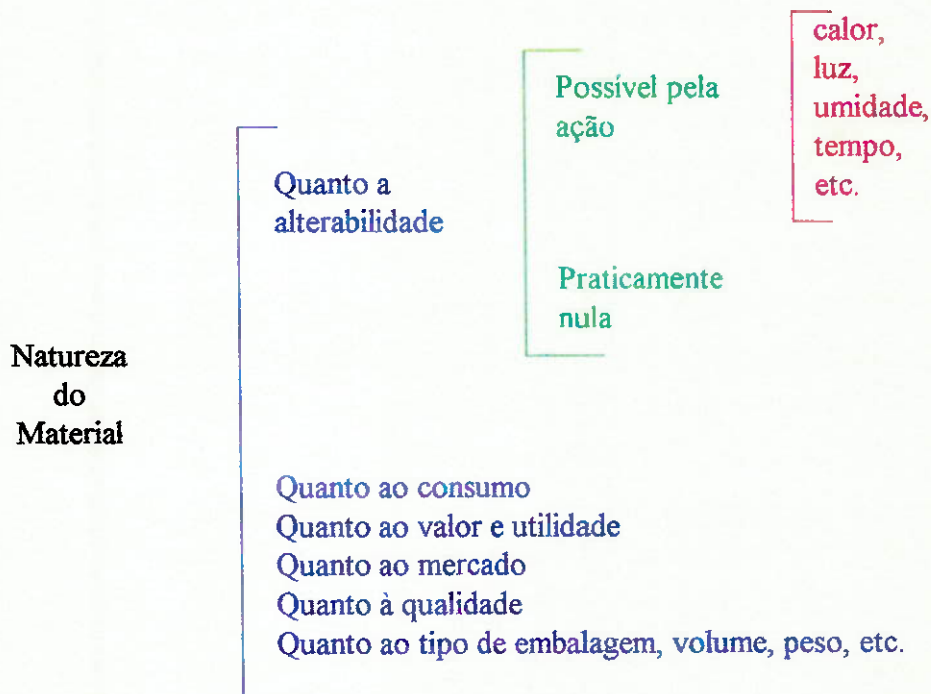 Natureza
do
Material
Quanto a
alterabilidade
Possível pela
ação
calor,
luz,
umidade,
tempo,
etc.
Praticamente
nula
Quanto ao consumo
Quanto ao valor e utilidade
Quanto ao mercado
Quanto à qualidade
Quanto ao tipo de embalagem, volume, peso, etc.